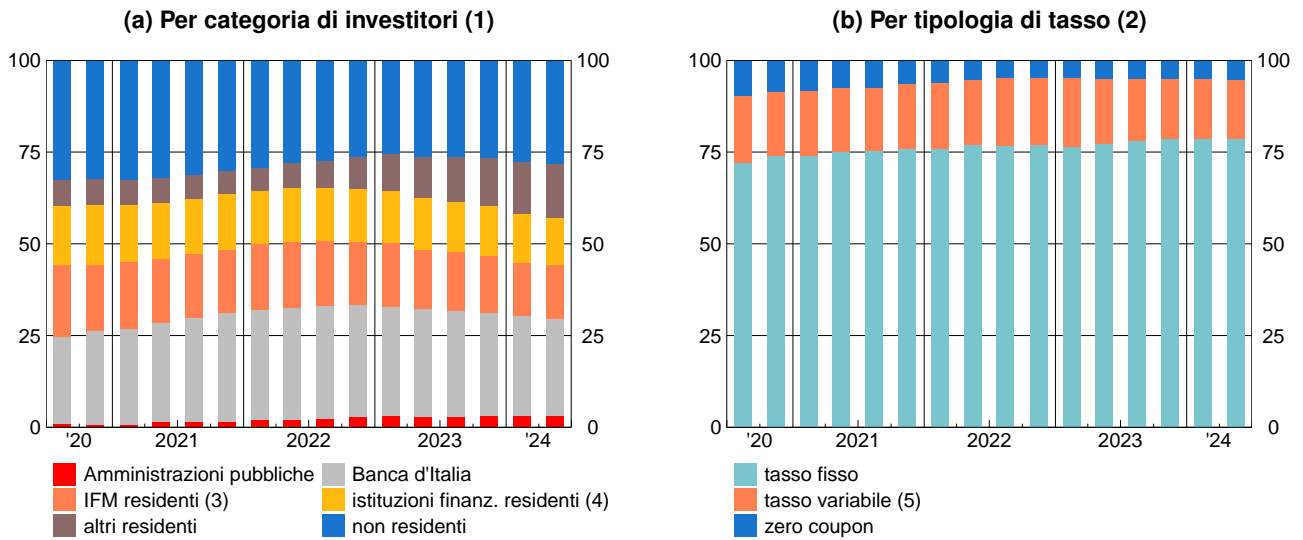 (a) Per categoria di investitori (1)
100
100
75
75
50
50
25
25
0
0
'20
2021
2022
2023
'24
Amministrazioni pubbliche
Banca d'Italia
IFM residenti (3)
istituzioni finanz. residenti (4)
altri residenti
non residenti
(b) Per tipologia di tasso (2)
100
100
75
75
50
50
25
25
0
0
'20
2021
2022
2023
'24
tasso fisso
tasso variabile (5)
zero coupon